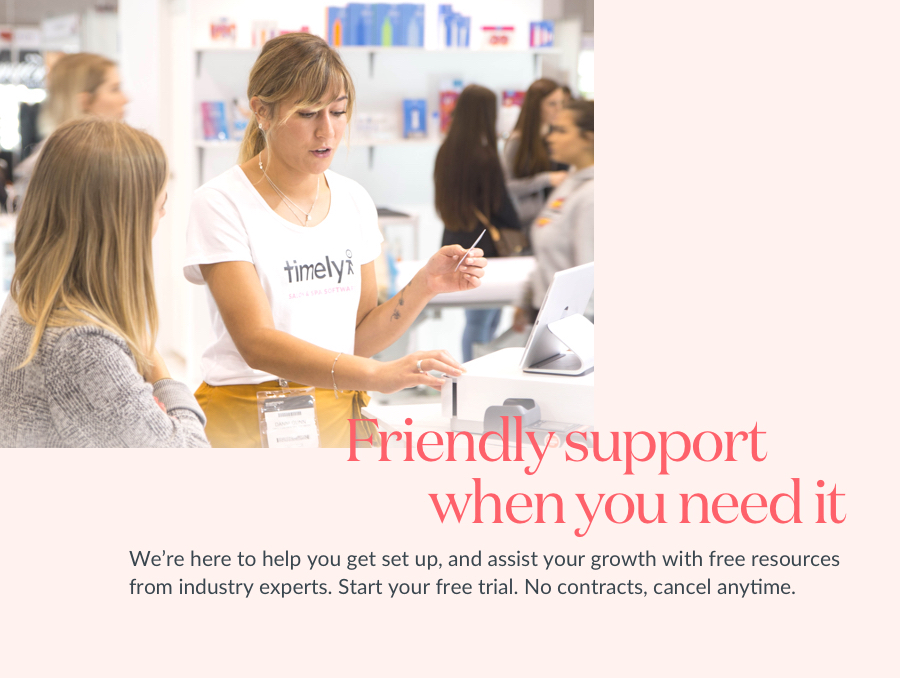 timely
Friendly support
when you need it
We’re here to help you get set up, and assist your growth with free resources
from industry experts. Start your free trial. No contracts, cancel anytime.